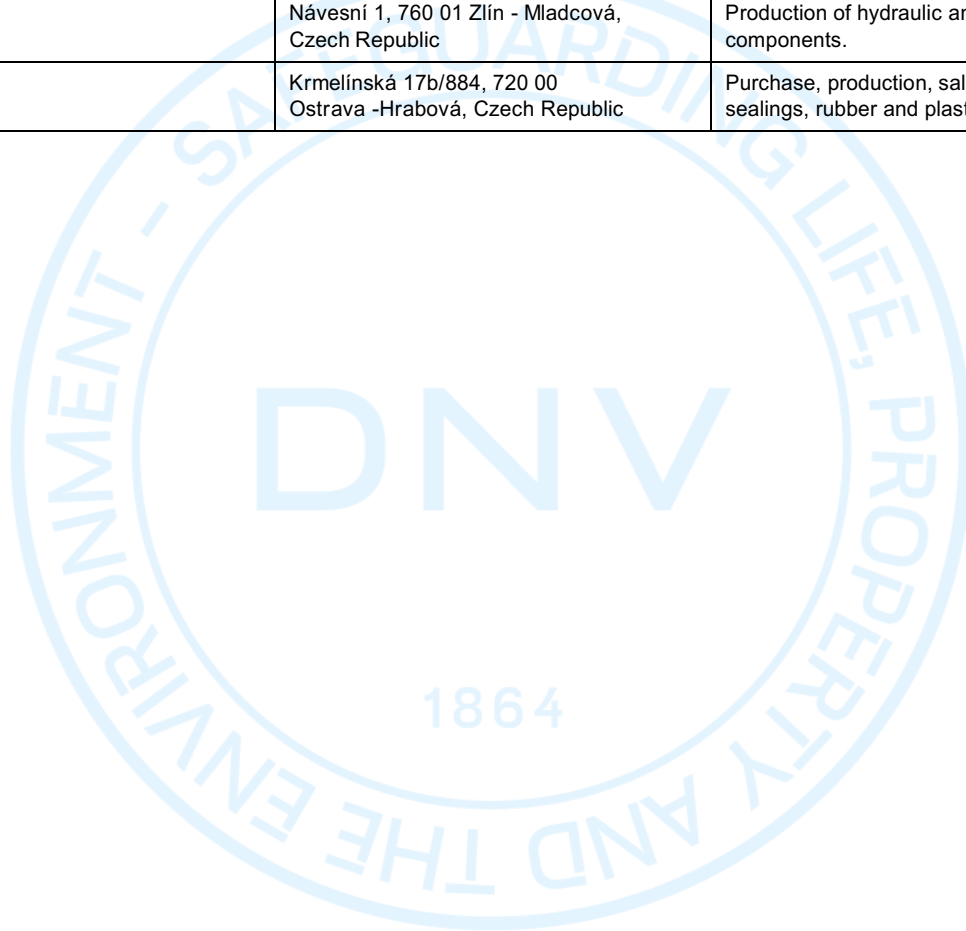 Návesní 1, 760 01 Zlín - Mladcová,
Czech Republic
Production of hydraulic
components.
Krmelínská 17b/884, 720 00
Ostrava -Hrabová, Czech Republic
Purchase, production,
sealings, rubber and
SAFEGUARDING LIFE, PROPERTY AND THE ENVIRONMENT -
DNV
1864